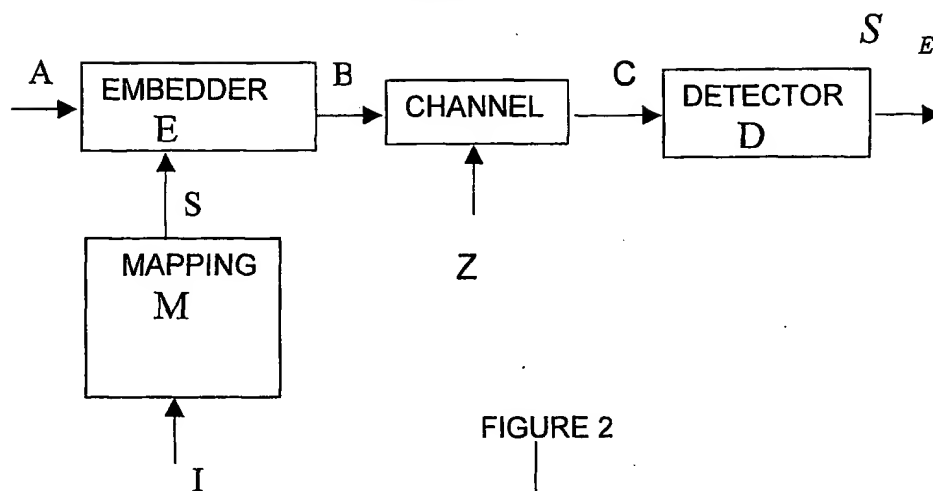 S E
A EMBEDDER B CHANNEL C DETECTOR
E D
S
MAPPING Z
M
FIGURE 2
I